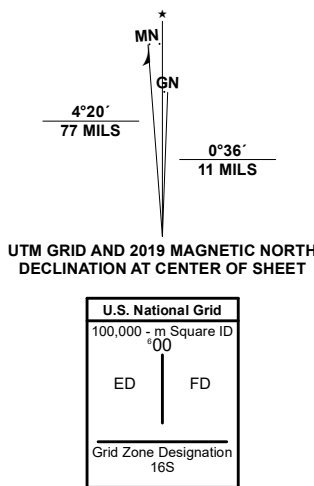 ★
MN
GN
4°20´
77 MILS
0°36´
11 MILS
UTM GRID AND 2019 MAGNETIC NORTH
DECLINATION AT CENTER OF SHEET
U.S. National Grid
100,000 - m Square ID
⁶00
ED FD
Grid Zone Designation
16S